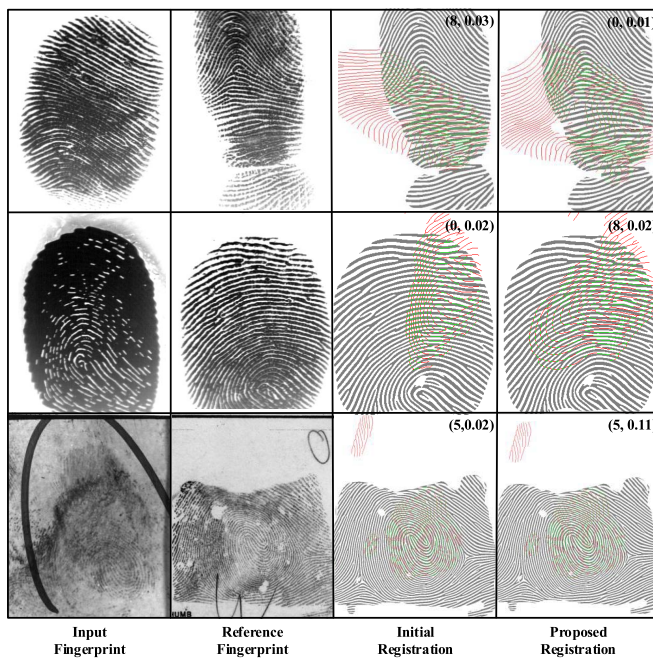 (8, 0.03)
(0, 0.01)
(0, 0.02)
(8, 0.02)
(5,0.02)
(5, 0.11)
HUMB
Input
Fingerprint
Reference
Fingerprint
Initial
Registration
Proposed
Registration